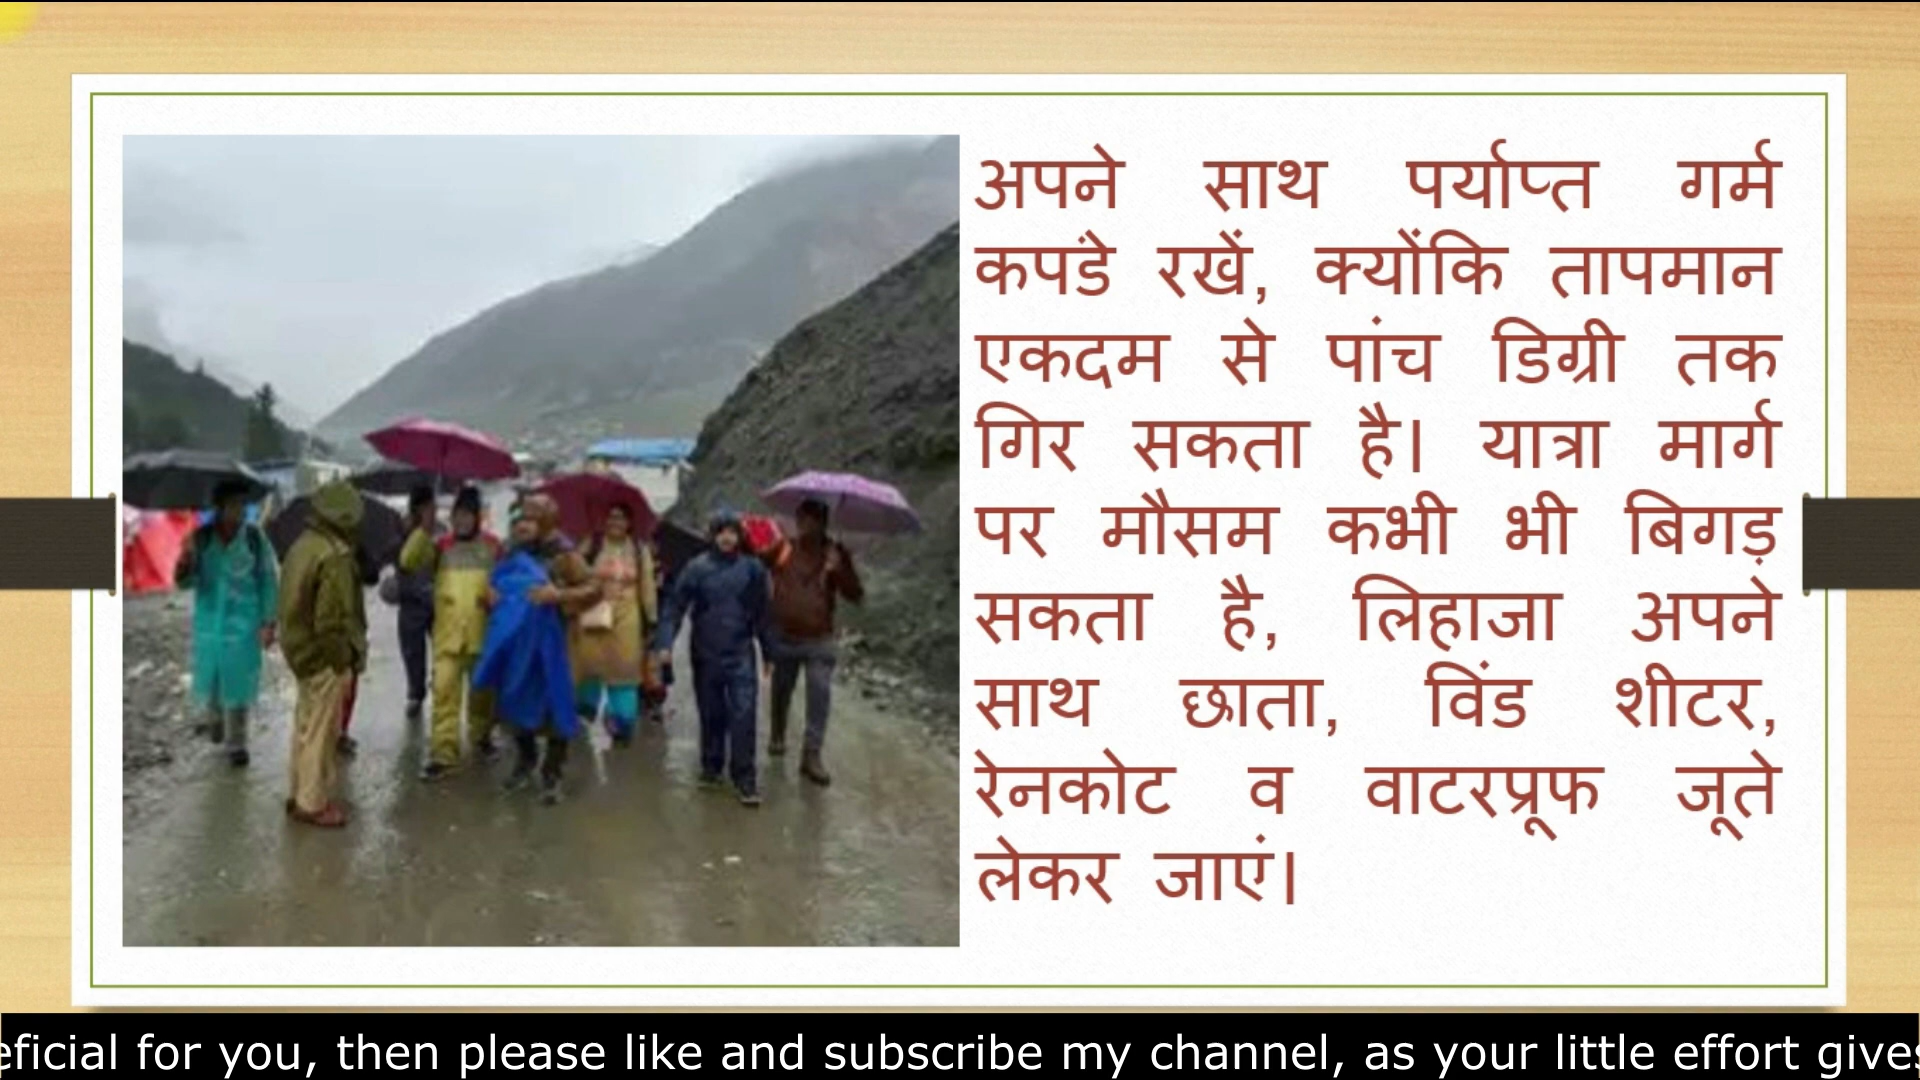 अपने साथ पर्याप्त गर्म
कपंडे रखें, क्योंकि तापमान
एकदम से पांच डिग्री तक
गिर सकता है। यात्रा मार्ग
पर मौसम कभी भी बिगड़
सकता है, लिहाजा अपने
साथ छाता, विंड शीटर,
रेनकोट व वाटरप्रूफ जूते
लेकर जाएं।
eficial for you, then please like and subscribe my channel, as your little effort gives